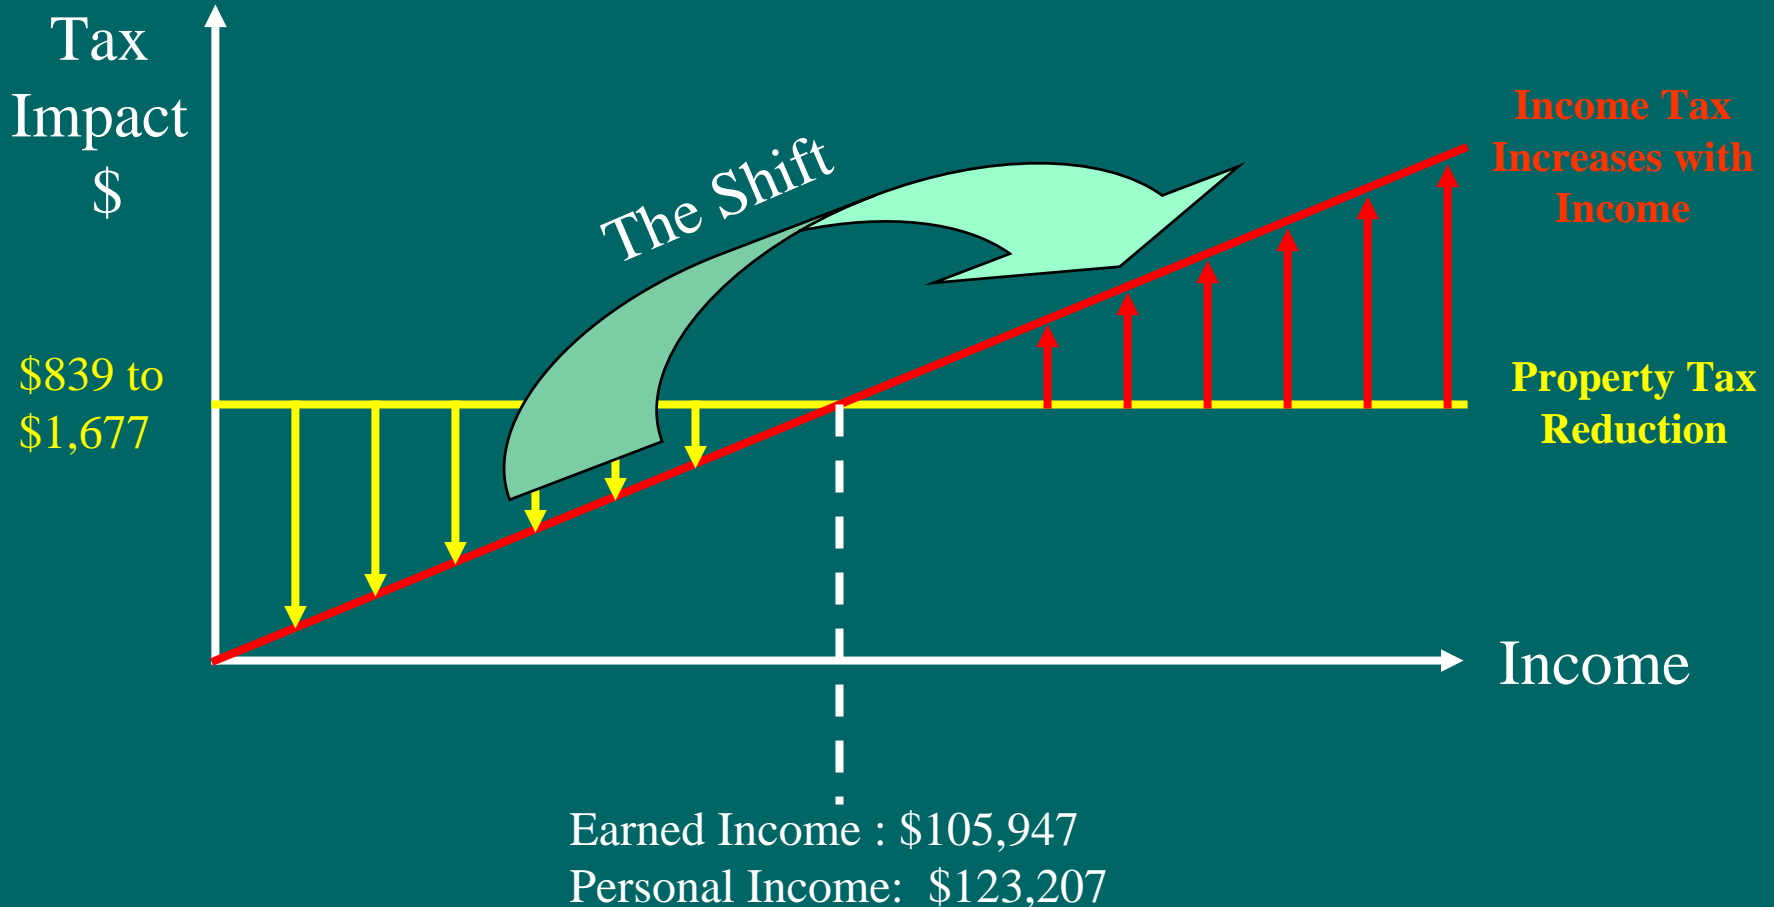 Tax
Impact
$
The Shift
Income Tax
Increases with
Income
$839 to
$1,677
Property Tax
Reduction
Income
Earned Income : $105,947
Personal Income:  $123,207